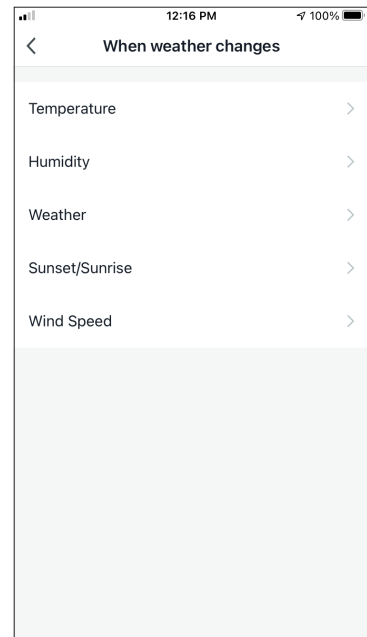 12:16 PM 100%
When weather changes
Temperature
Humidity
Weather
Sunset/Sunrise
Wind Speed